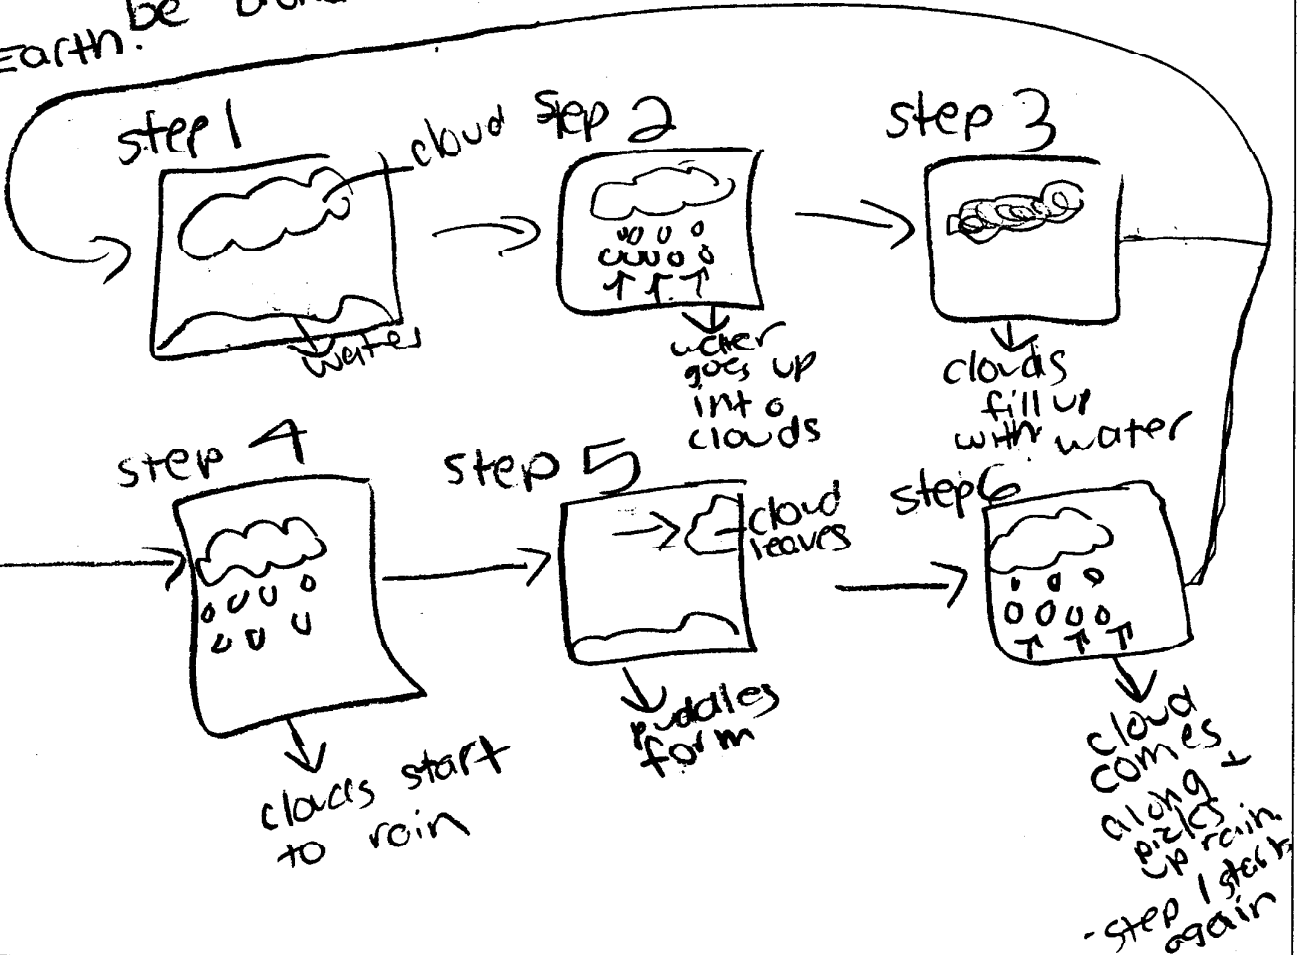 be
Earth.
step 1
cloud
water
step 2
water
goes up
into
clouds
step 3
clouds
fill up
with water
step 4
clouds start
to rain
step 5
cloud
leaves
puddles
form
step 6
cloud
comes
along +
picks
up rain.
- step 1 starts
again